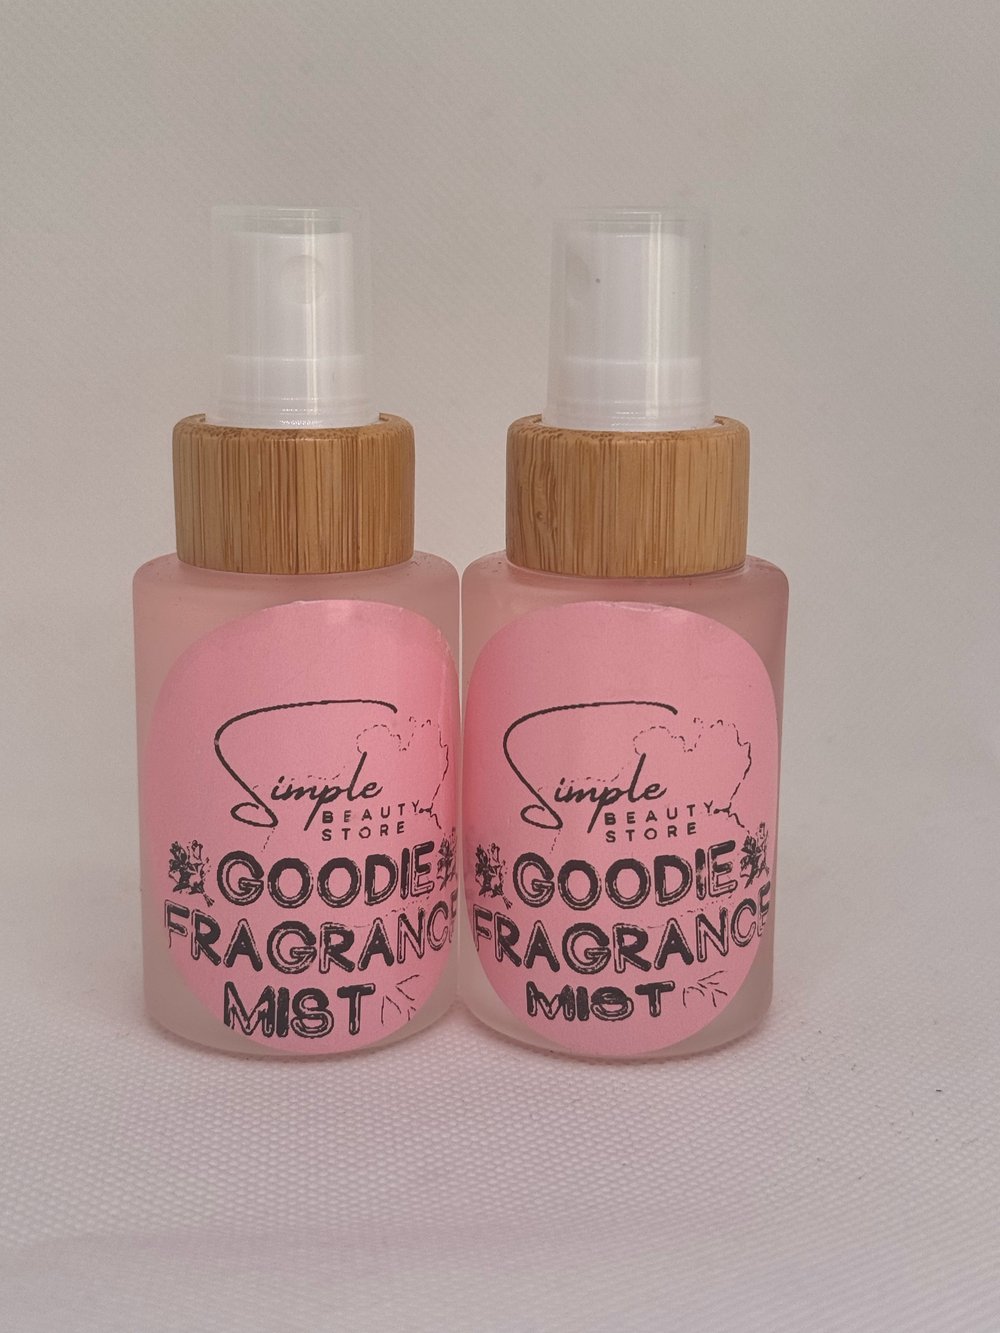 Simple
BEAUTY
STORE
GOODIE
FRAGRANCE
MIST
Simple
BEAUTY
STORE
GOODIE
FRAGRANCE
MIST